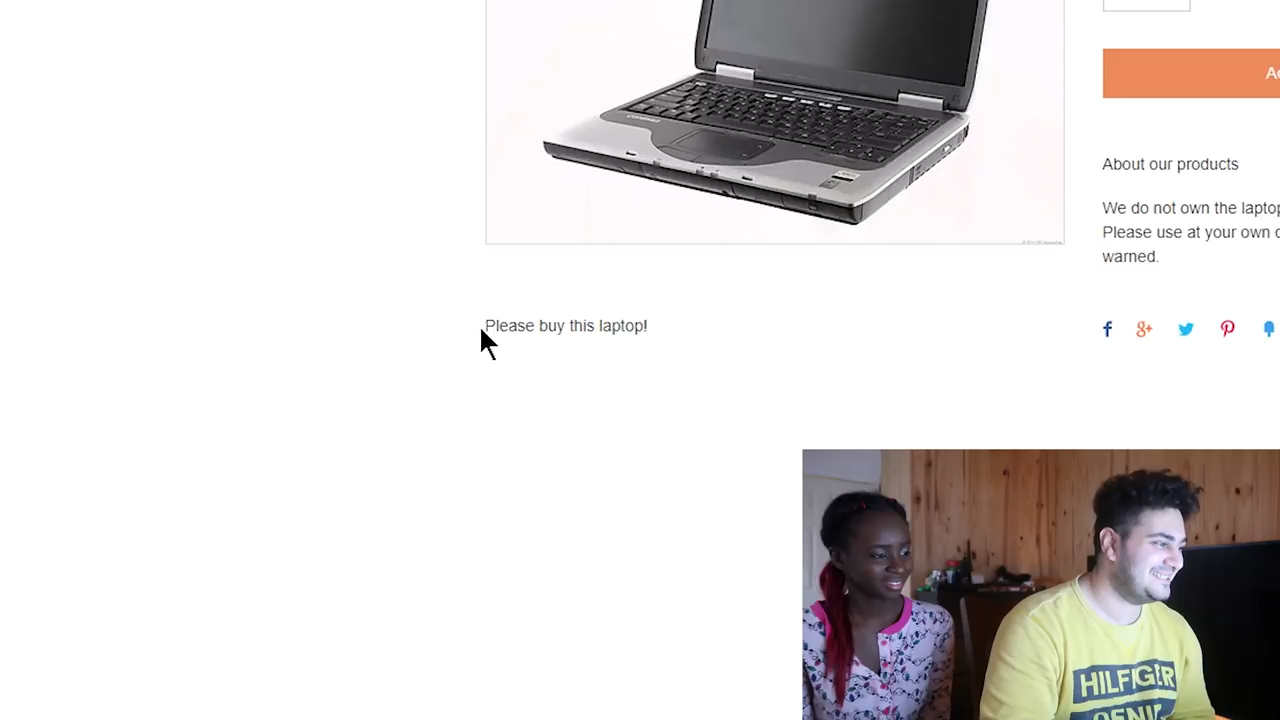 About our products
We do not own the
Please use at your own
warned.
Please buy this laptop!
HILFIGER